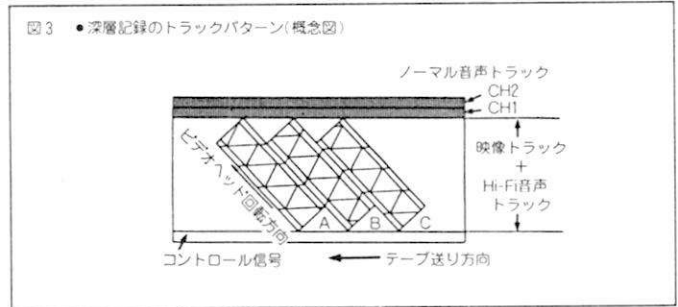 図3 ●深層記録のトラックパターン(概念図)
ノーマル音声トラック
CH2
CH1
映像トラック
+
Hi-Fi音声
トラック
ビデオヘッド回転方向
A B C
コントロール信号
テープ送り方向